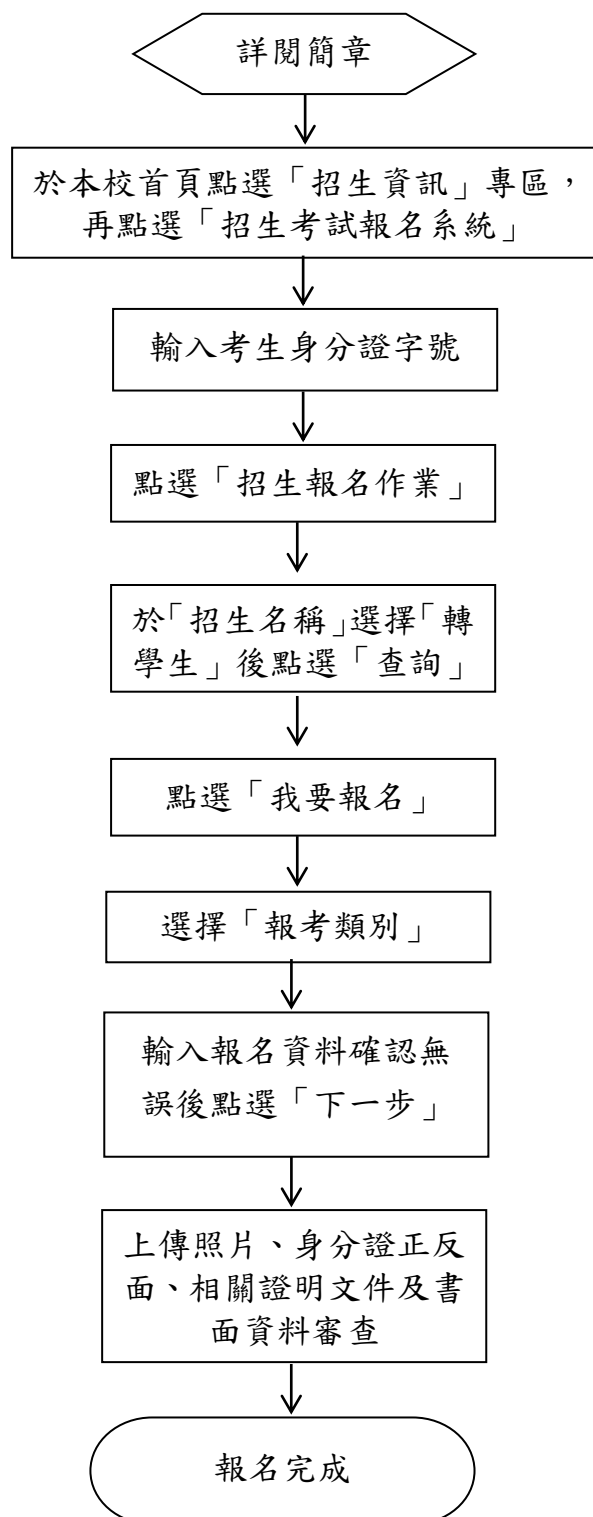 詳閱簡章
於本校首頁點選「招生資訊」專區，
再點選「招生考試報名系統」
輸入考生身分證字號
點選「招生報名作業」
於「招生名稱」選擇「轉
學生」後點選「查詢」
點選「我要報名」
選擇「報考類別」
輸入報名資料確認無
誤後點選「下一步」
上傳照片、身分證正反
面、相關證明文件及書
面資料審查
報名完成